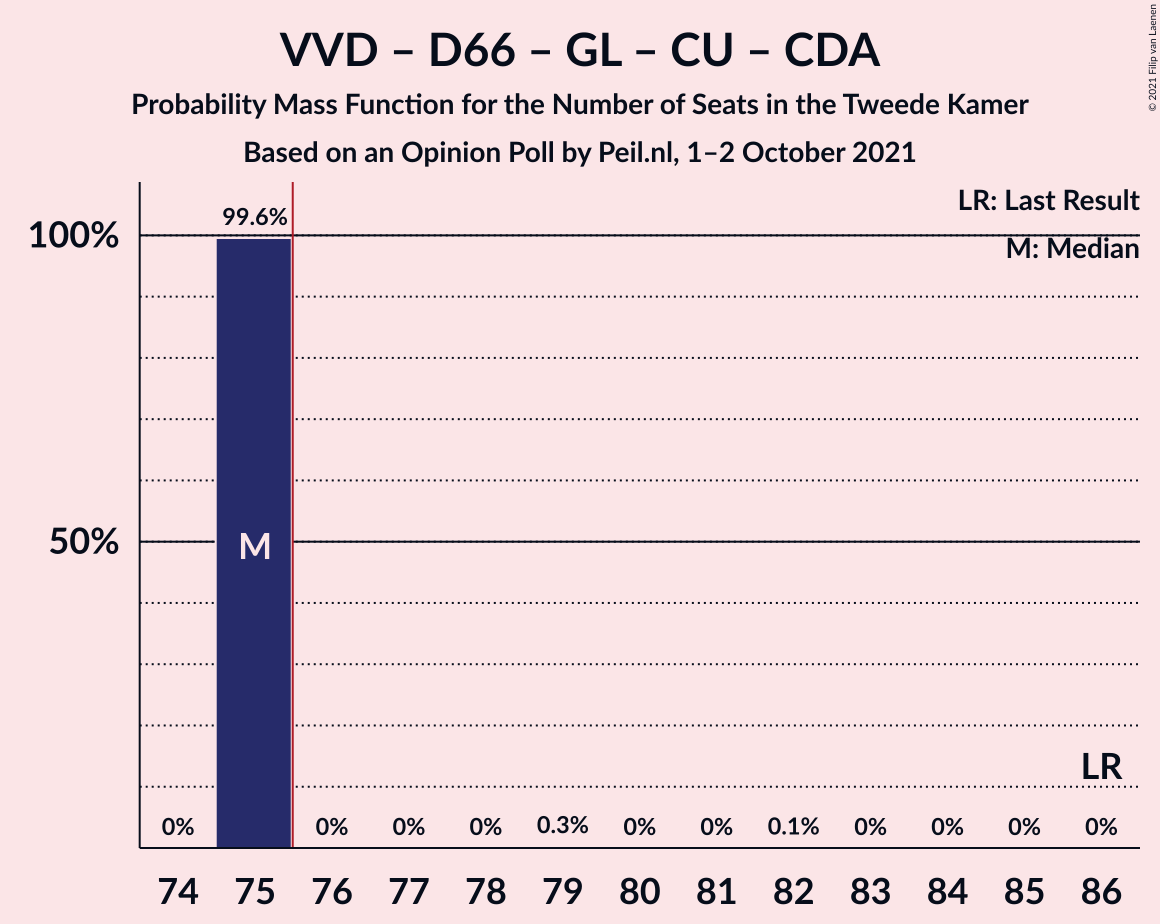 VVD – D66 – GL – CU – CDA
Probability Mass Function for the Number of Seats in the Tweede Kamer
Based on an Opinion Poll by Peil.nl, 1–2 October 2021
© 2021 Filip van Laenen
LR: Last Result
M: Median
100%
50%
99.6%
M
LR
0% 0% 0% 0% 0.3% 0% 0% 0.1% 0% 0% 0% 0%
74 75 76 77 78 79 80 81 82 83 84 85 86